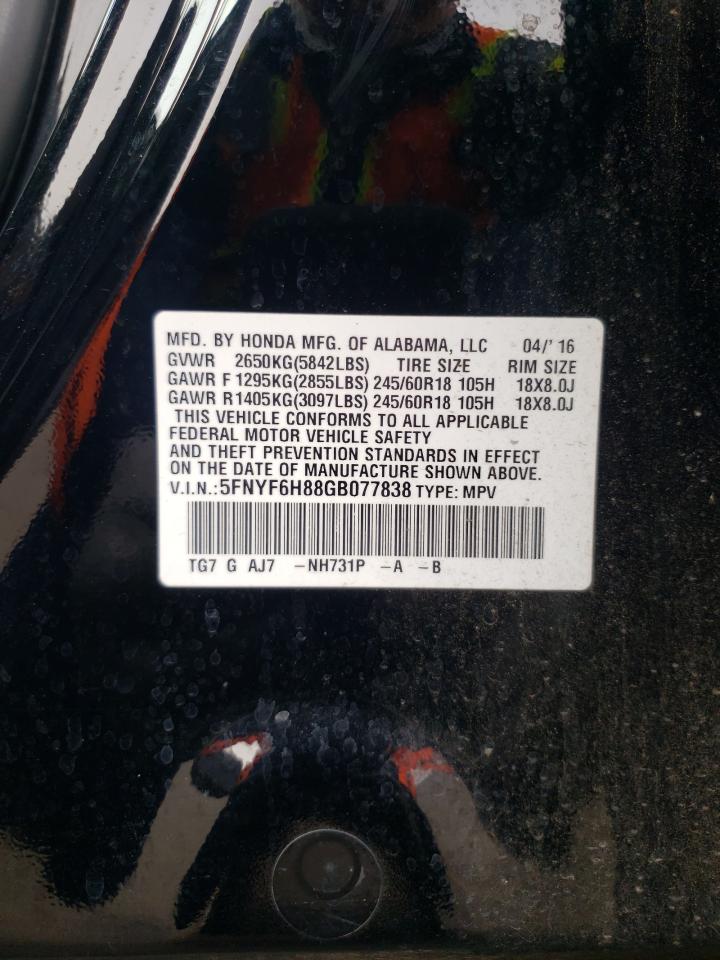 MFD. BY HONDA MFG. OF ALABAMA, LLC 04/' 16
GVWR 2650KG(5842LBS) TIRE SIZE RIM SIZE
GAWR F 1295KG(2855LBS) 245/60R18 105H 18X8.0J
GAWR R 1405KG(3097LBS) 245/60R18 105H 18X8.0J
THIS VEHICLE CONFORMS TO ALL APPLICABLE
FEDERAL MOTOR VEHICLE SAFETY
AND THEFT PREVENTION STANDARDS IN EFFECT
ON THE DATE OF MANUFACTURE SHOWN ABOVE.
V.I.N.: 5FNYF6H88GB077838 TYPE: MPV
TG7 G AJ7 -NH731P -A -B